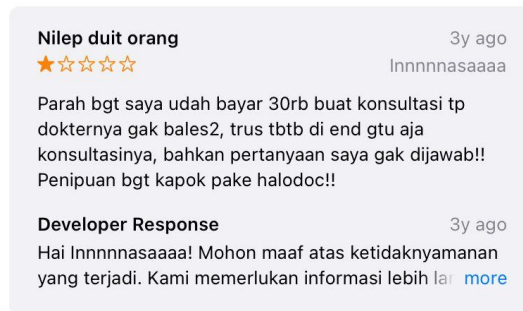 Nilep duit orang
3y ago
Innnnnasaaaa
Parah bgt saya udah bayar 30rb buat konsultasi tp
dokternya gak bales2, trus tbtb di end gtu aja
konsultasinya, bahkan pertanyaan saya gak dijawab!!
Penipuan bgt kapok pake halodoc!!
Developer Response
3y ago
Hai Innnnnasaaaa! Mohon maaf atas ketidaknyamanan
yang terjadi. Kami memerlukan informasi lebih more